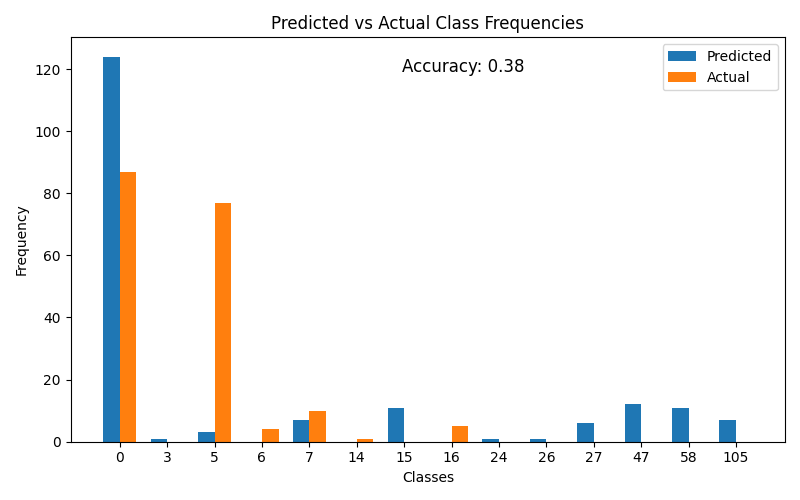 Predicted vs Actual Class Frequencies
Accuracy: 0.38
Predicted
Actual
Frequency
120
100
80
60
40
20
0
0 3 5 6 7 14 15 16 24 26 27 47 58 105
Classes